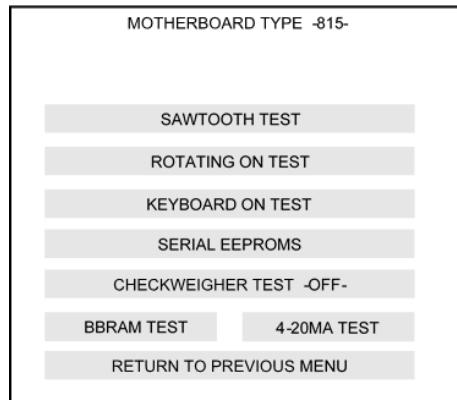 MOTHERBOARD TYPE -815-
SAWTOOTH TEST
ROTATING ON TEST
KEYBOARD ON TEST
SERIAL EEPROMS
CHECKWEIGHER TEST -OFF-
BBRAM TEST 4-20MA TEST
RETURN TO PREVIOUS MENU